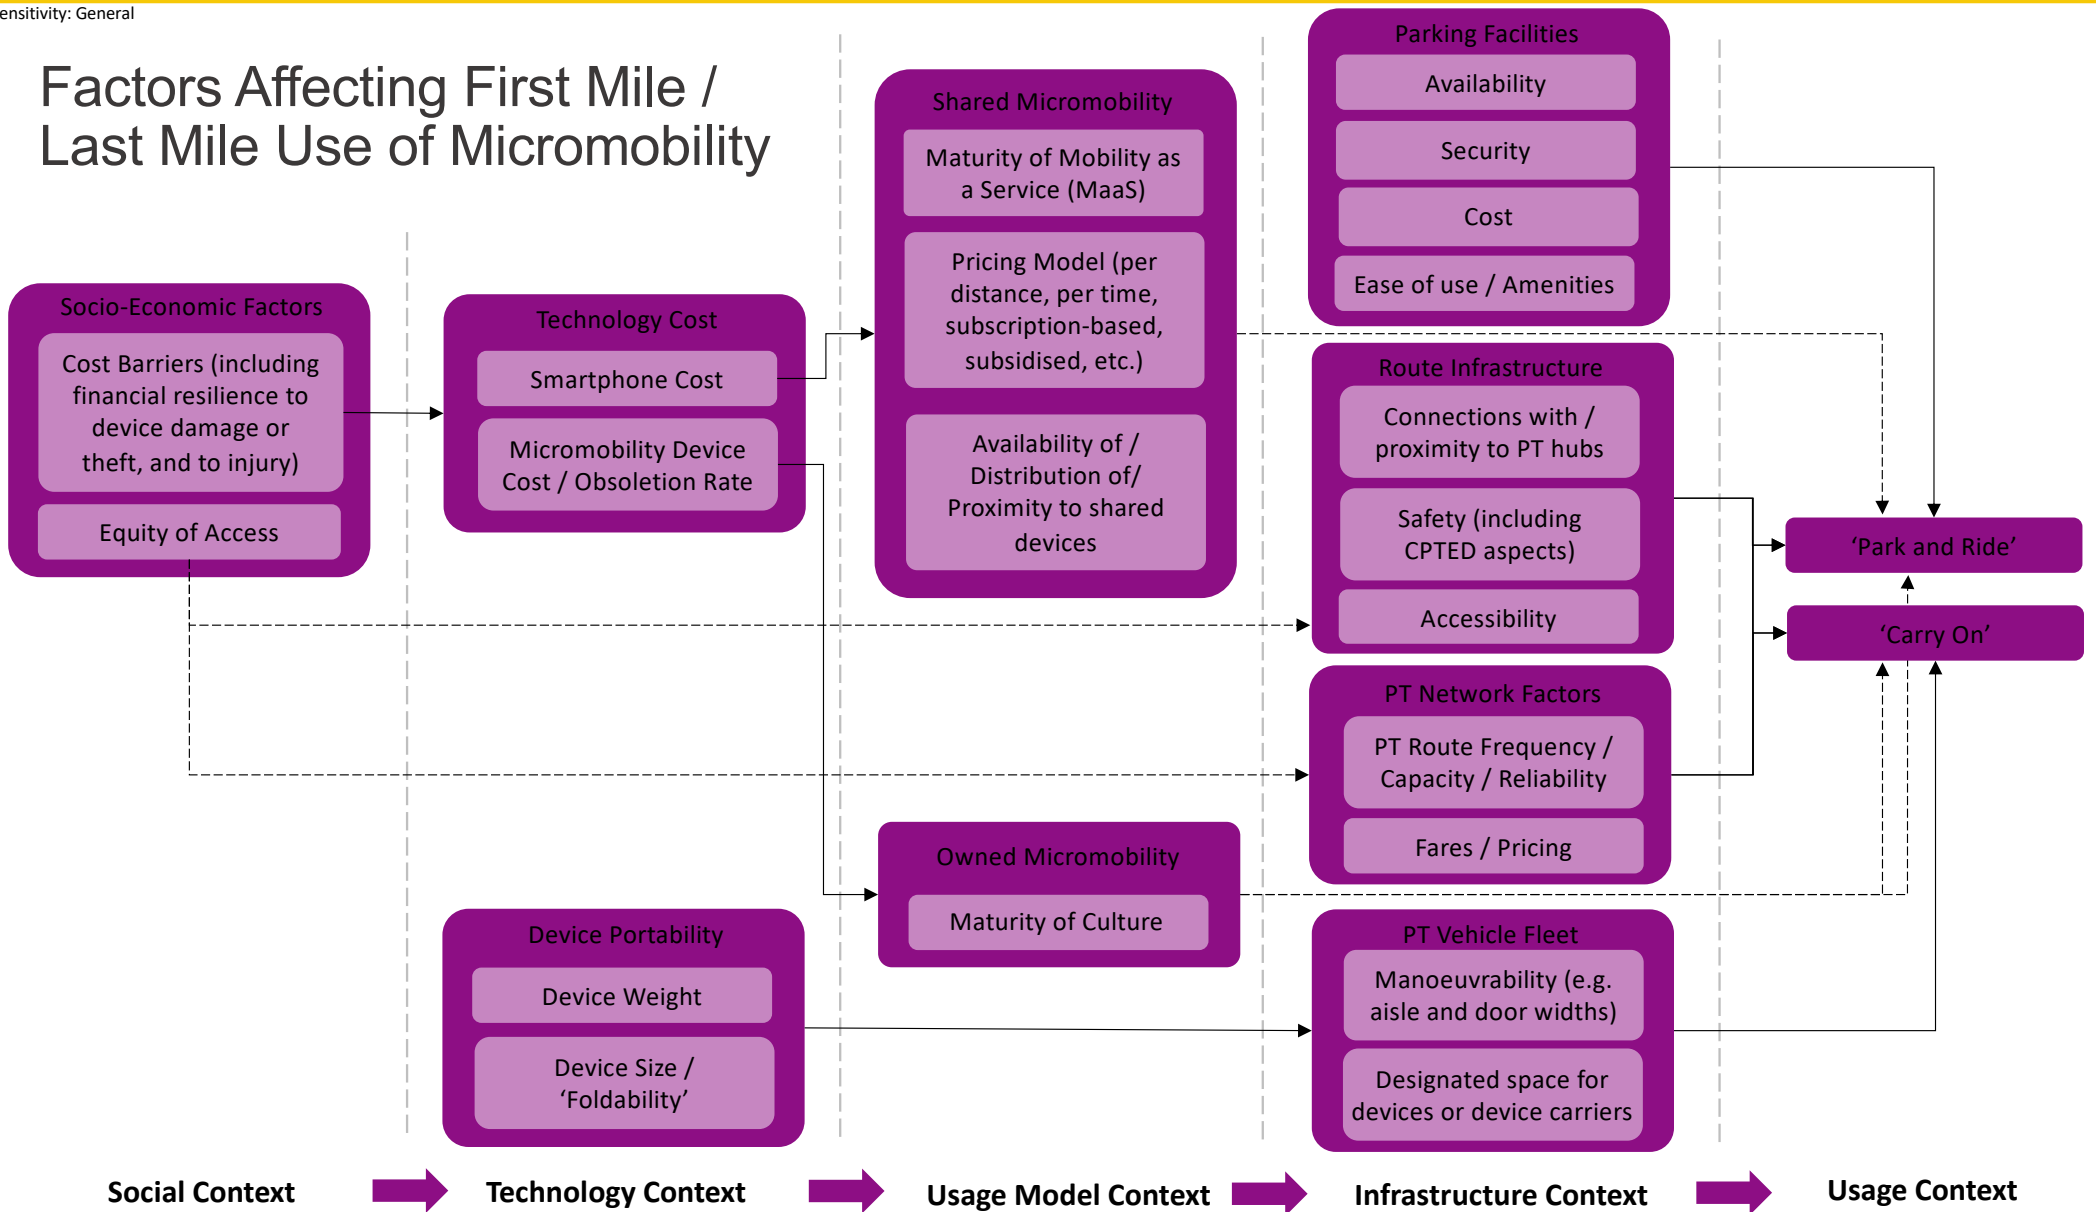 ensitivity: General
Factors Affecting First Mile /
Last Mile Use of Micromobility
Socio-Economic Factors
Cost Barriers (including
financial resilience to
device damage or
theft, and to injury)
Equity of Access
Technology Cost
Smartphone Cost
Micromobility Device
Cost / Obsoletion Rate
Device Portability
Device Weight
Device Size /
‘Foldability’
Shared Micromobility
Maturity of Mobility as
a Service (MaaS)
Pricing Model (per
distance, per time,
subscription-based,
subsidised, etc.)
Availability of /
Distribution of/
Proximity to shared
devices
Owned Micromobility
Maturity of Culture
Parking Facilities
Availability
Security
Cost
Ease of use / Amenities
Route Infrastructure
Connections with /
proximity to PT hubs
Safety (including
CPTED aspects)
Accessibility
PT Network Factors
PT Route Frequency /
Capacity / Reliability
Fares / Pricing
PT Vehicle Fleet
Manoeuvrability (e.g.
aisle and door widths)
Designated space for
devices or device carriers
‘Park and Ride’
‘Carry On’
Social Context
Technology Context
Usage Model Context
Infrastructure Context
Usage Context